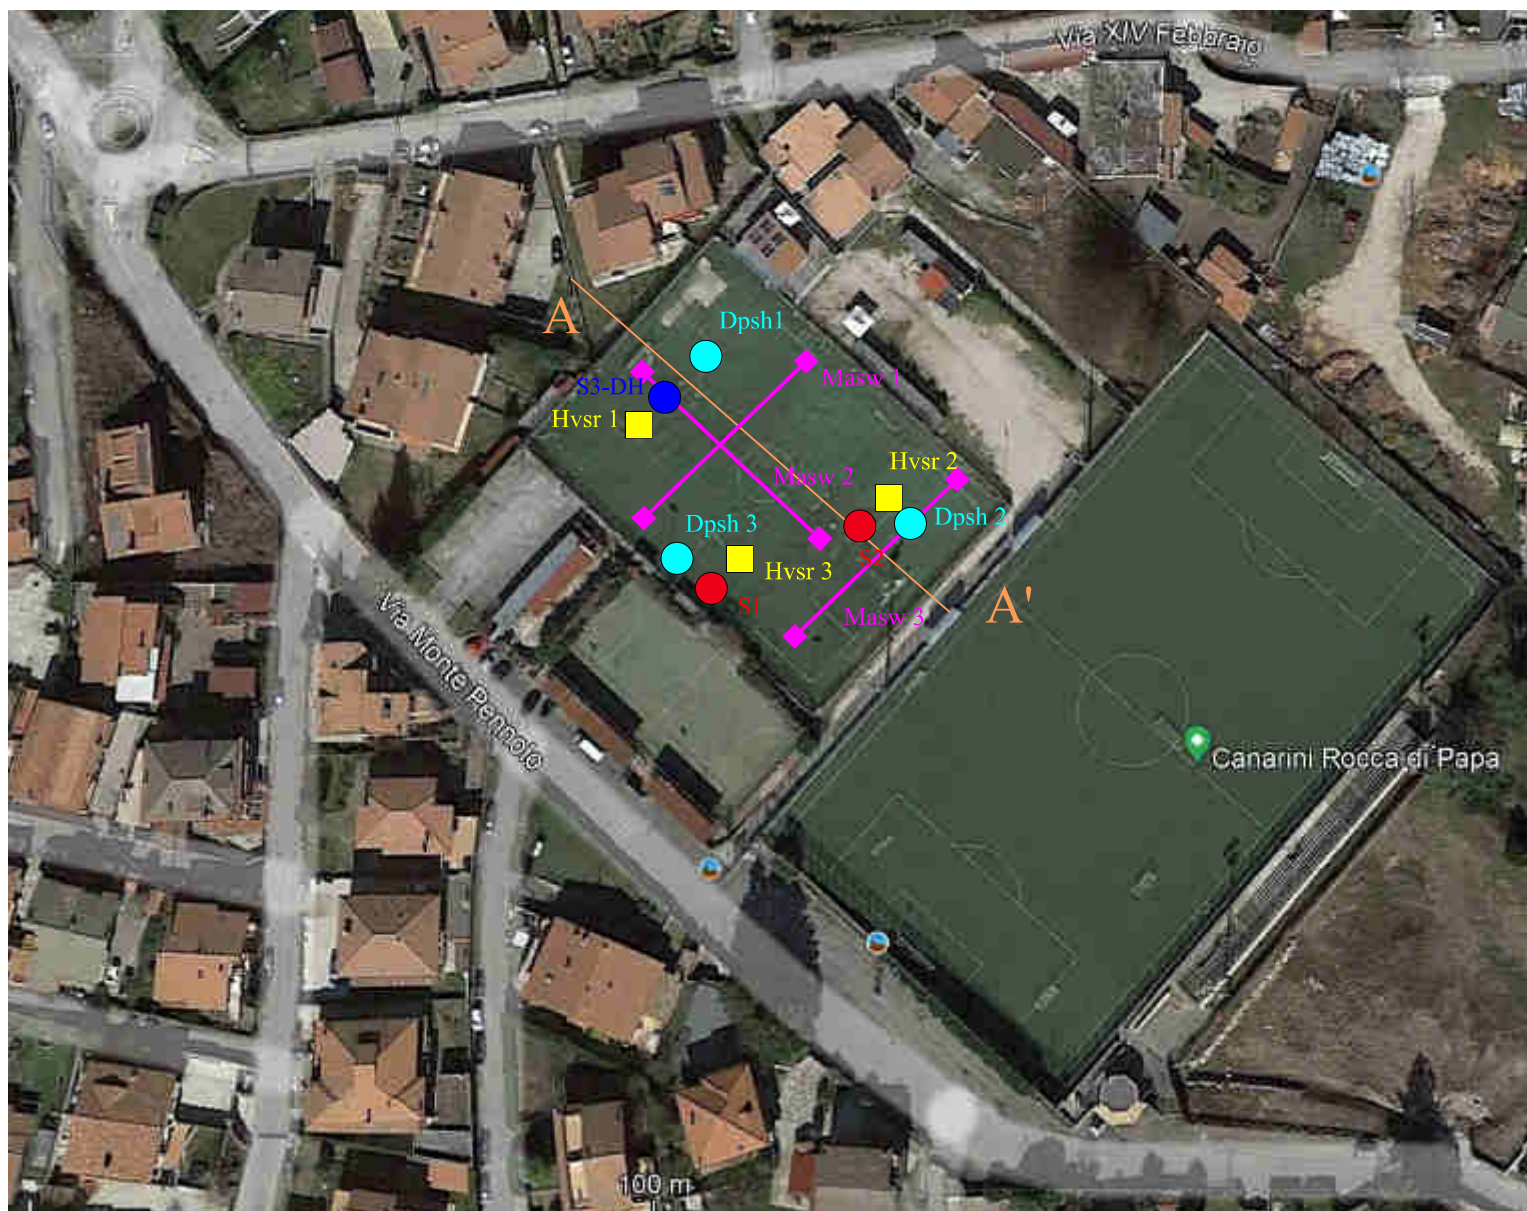 Via XIV Febbraio
A
Dpsh1
Masw 1
S3-DH
Hvsr 1
Masw 2
Hvsr 2
Dpsh 3
Dpsh 2
Hvsr 3
S2
S1
Masw 3
A'
Via Monte Pennolo
Canarini Rocca di Papa
100 m